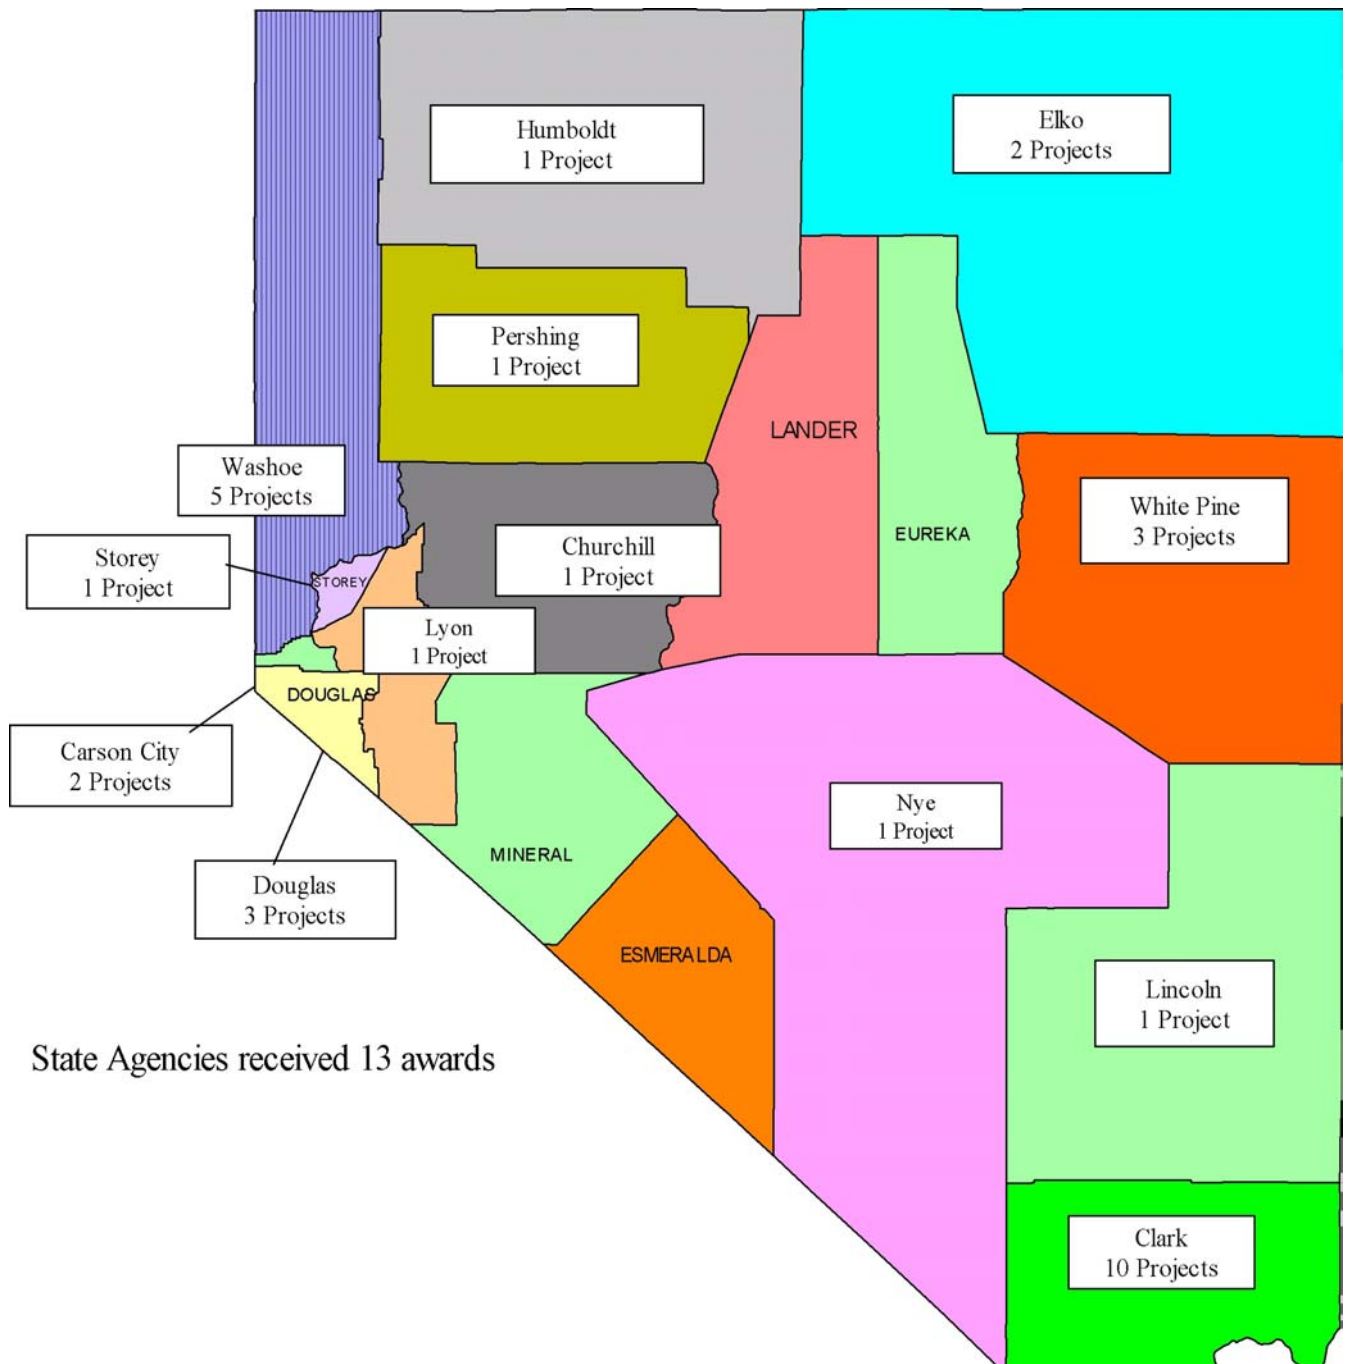 Humboldt
1 Project
Elko
2 Projects
Pershing
1 Project
LANDER
Washoe
5 Projects
White Pine
3 Projects
EUREKA
Churchill
1 Project
Storey
1 Project
STOREY
Lyon
1 Project
DOUGLAS
Carson City
2 Projects
Nye
1 Project
MINERAL
Douglas
3 Projects
ESMERALDA
Lincoln
1 Project
State Agencies received 13 awards
Clark
10 Projects